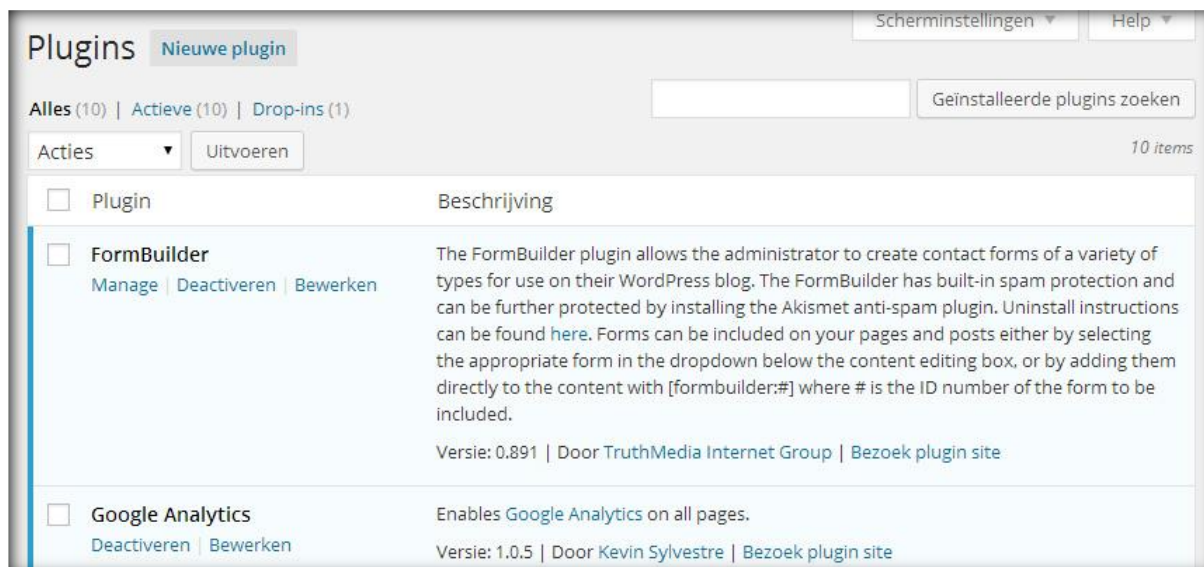 Scherminstellingen ▼ Help ▼
Plugins Nieuwe plugin
Alles (10) | Actieve (10) | Drop-ins (1)
Geïnstalleerde plugins zoeken
Acties ▼ Uitvoeren
10 items
Plugin Beschrijving
FormBuilder
Manage | Deactiveren | Bewerken
The FormBuilder plugin allows the administrator to create contact forms of a variety of
types for use on their WordPress blog. The FormBuilder has built-in spam protection and
can be further protected by installing the Akismet anti-spam plugin. Uninstall instructions
can be found here. Forms can be included on your pages and posts either by selecting
the appropriate form in the dropdown below the content editing box, or by adding them
directly to the content with [formbuilder:#] where # is the ID number of the form to be
included.
Versie: 0.891 | Door TruthMedia Internet Group | Bezoek plugin site
Google Analytics
Deactiveren | Bewerken
Enables Google Analytics on all pages.
Versie: 1.0.5 | Door Kevin Sylvestre | Bezoek plugin site